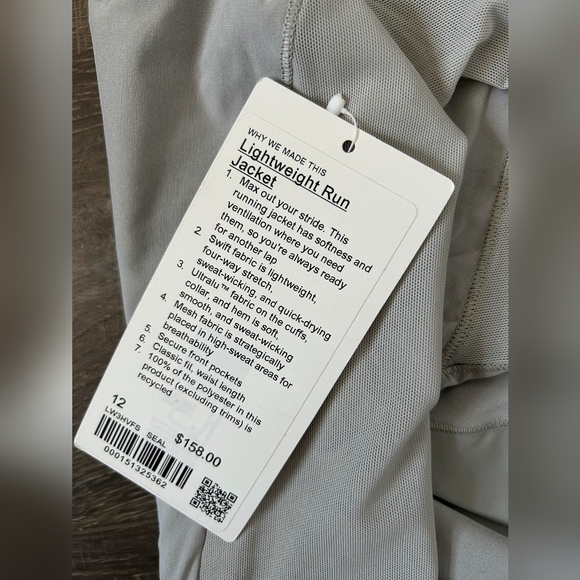 WHY WE MADE THIS
Lightweight Run
Jacket
1. Max out your stride. This
running jacket has softness and
ventilation where you need
them, so you're always ready
for another lap
2. Swift fabric is lightweight,
four-way stretch,
sweat-wicking, and quick-drying
3. Ultralu™ fabric on the cuffs,
collar, and hem is soft,
smooth, and sweat-wicking
4. Mesh fabric is strategically
placed in high-sweat areas for
breathability
5. Secure front pockets
6. Classic fit, waist length
7. 100% of the polyester in this
product (excluding trims) is
recycled
12
LW3HVFS SEAL
$158.00
000151325362